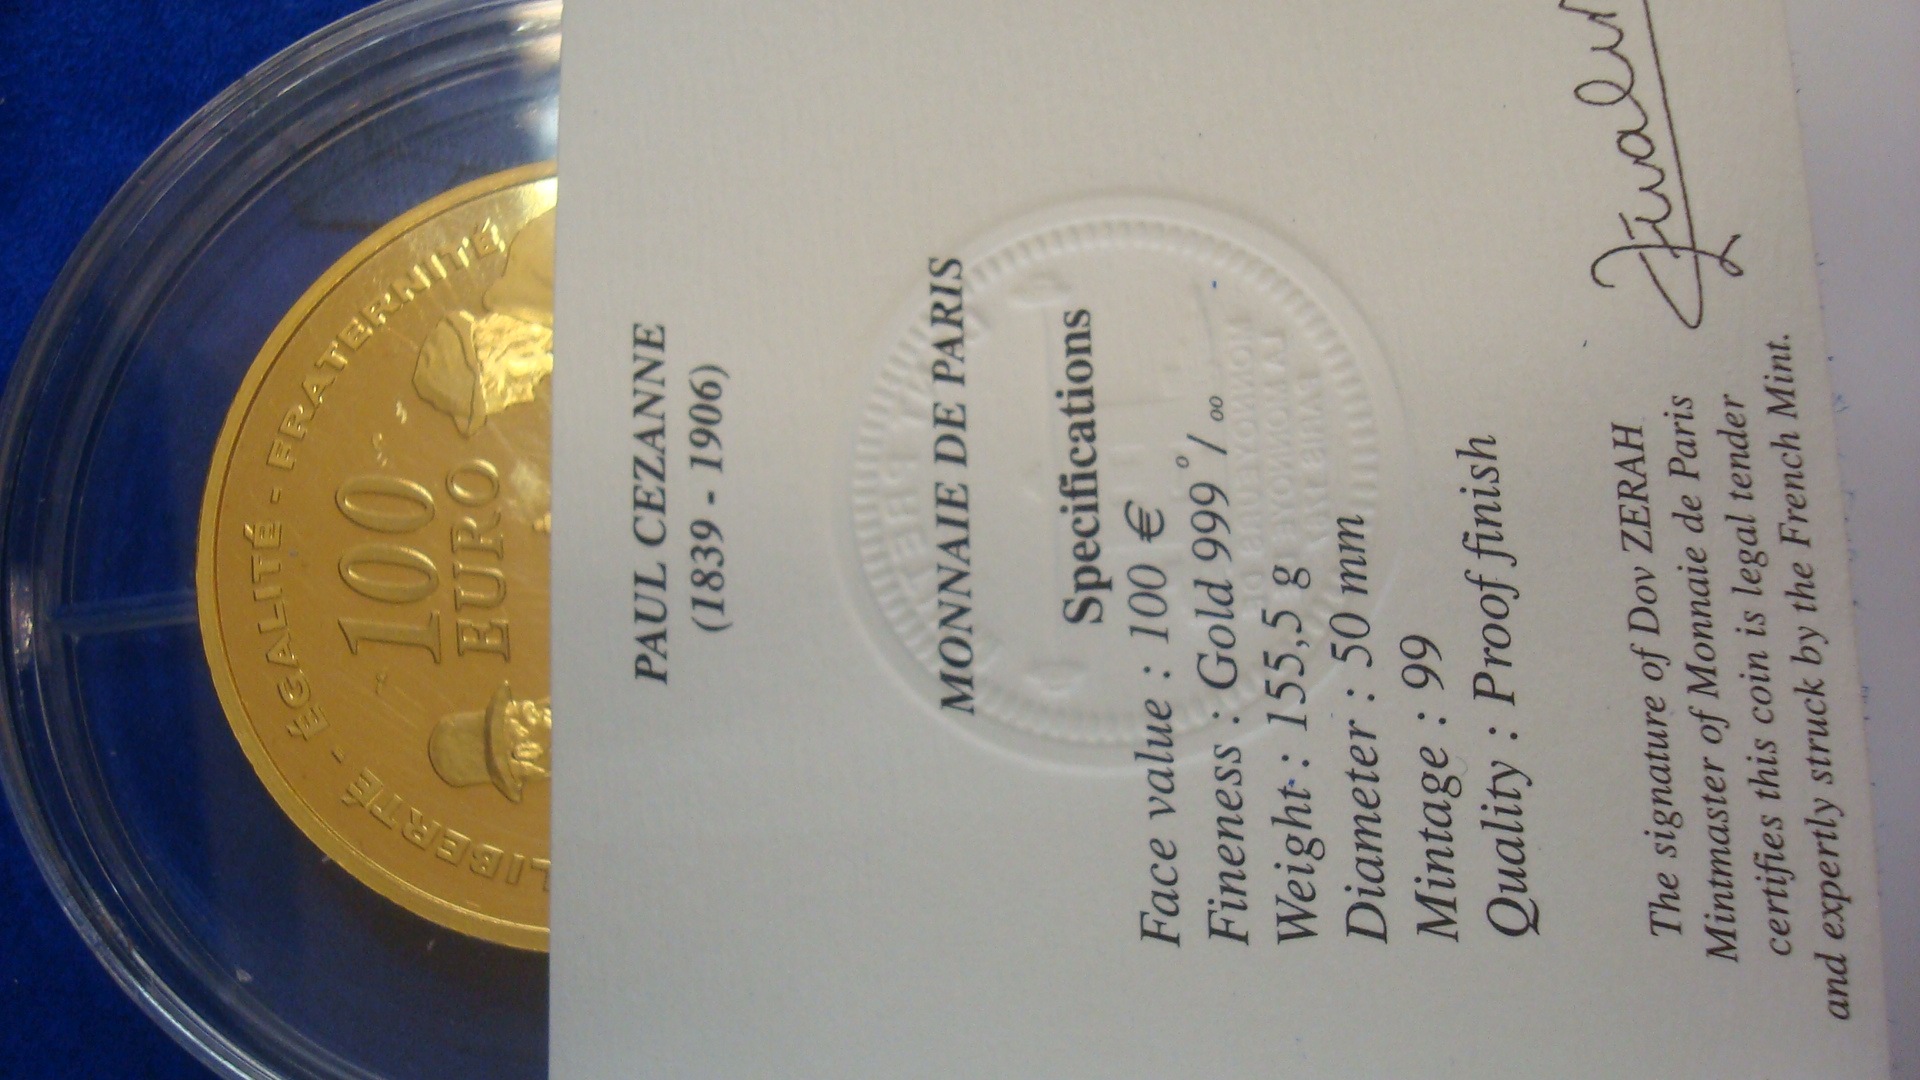 LIBERTÉ - ÉGALITÉ - FRATERNITÉ
100
EURO
PAUL CEZANNE
(1839 - 1906)
MONNAIE DE PARIS
Specifications
Face value : 100 €
Fineness : Gold 999 °/₀₀
Weight : 155,5 g
Diameter : 50 mm
Mintage : 99
Quality : Proof finish
The signature of Dov ZERAH
Mintmaster of Monnaie de Paris
certifies this coin is legal tender
and expertly struck by the French Mint.